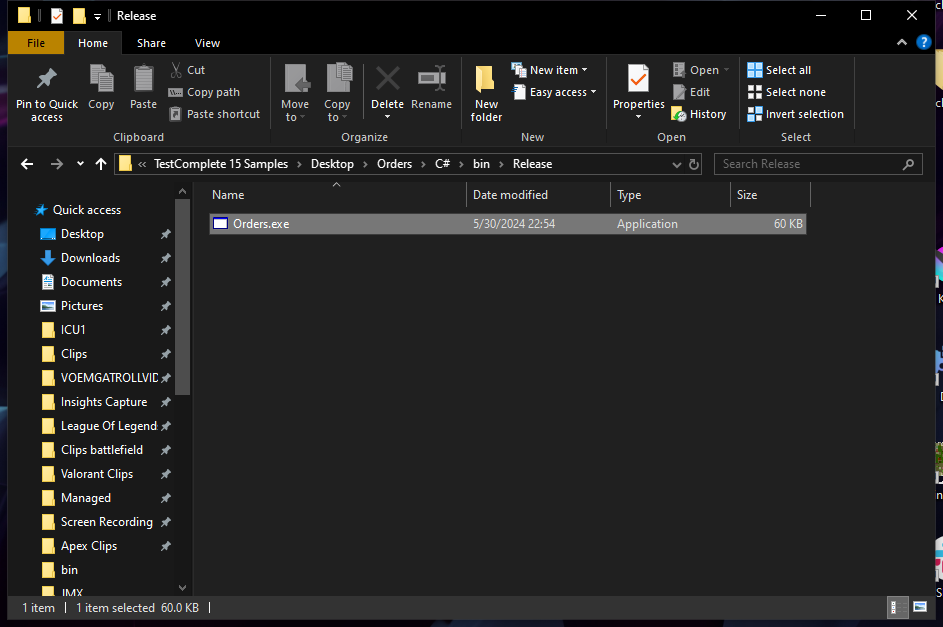 Release
File Home Share View
Pin to Quick access
Copy
Paste
Cut
Copy path
Paste shortcut
Clipboard
Move to
Copy to
Delete
Rename
Organize
New folder
New item
Easy access
New
Properties
Open
Edit
History
Open
Select all
Select none
Invert selection
Select
« TestComplete 15 Samples › Desktop › Orders › C# › bin › Release
Search Release
Name Date modified Type Size
Orders.exe 5/30/2024 22:54 Application 60 KB
Quick access
Desktop
Downloads
Documents
Pictures
ICU1
Clips
VOEMGATROLLVID
Insights Capture
League Of Legend
Clips battlefield
Valorant Clips
Managed
Screen Recording
Apex Clips
bin
JMX
1 item 1 item selected 60.0 KB